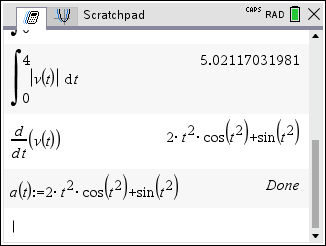 Scratchpad CAPS RAD
0
∫₀⁴ |v(t)| dt 5.02117031981
d/dt(v(t)) 2·t²·cos(t²)+sin(t²)
a(t):=2·t²·cos(t²)+sin(t²) Done